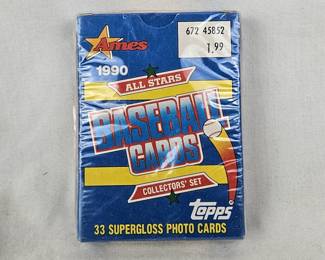 Ames
672 45852
1.99
1990
ALL STARS
BASEBALL
CARDS
COLLECTORS' SET
topps
33 SUPERGLOSS PHOTO CARDS